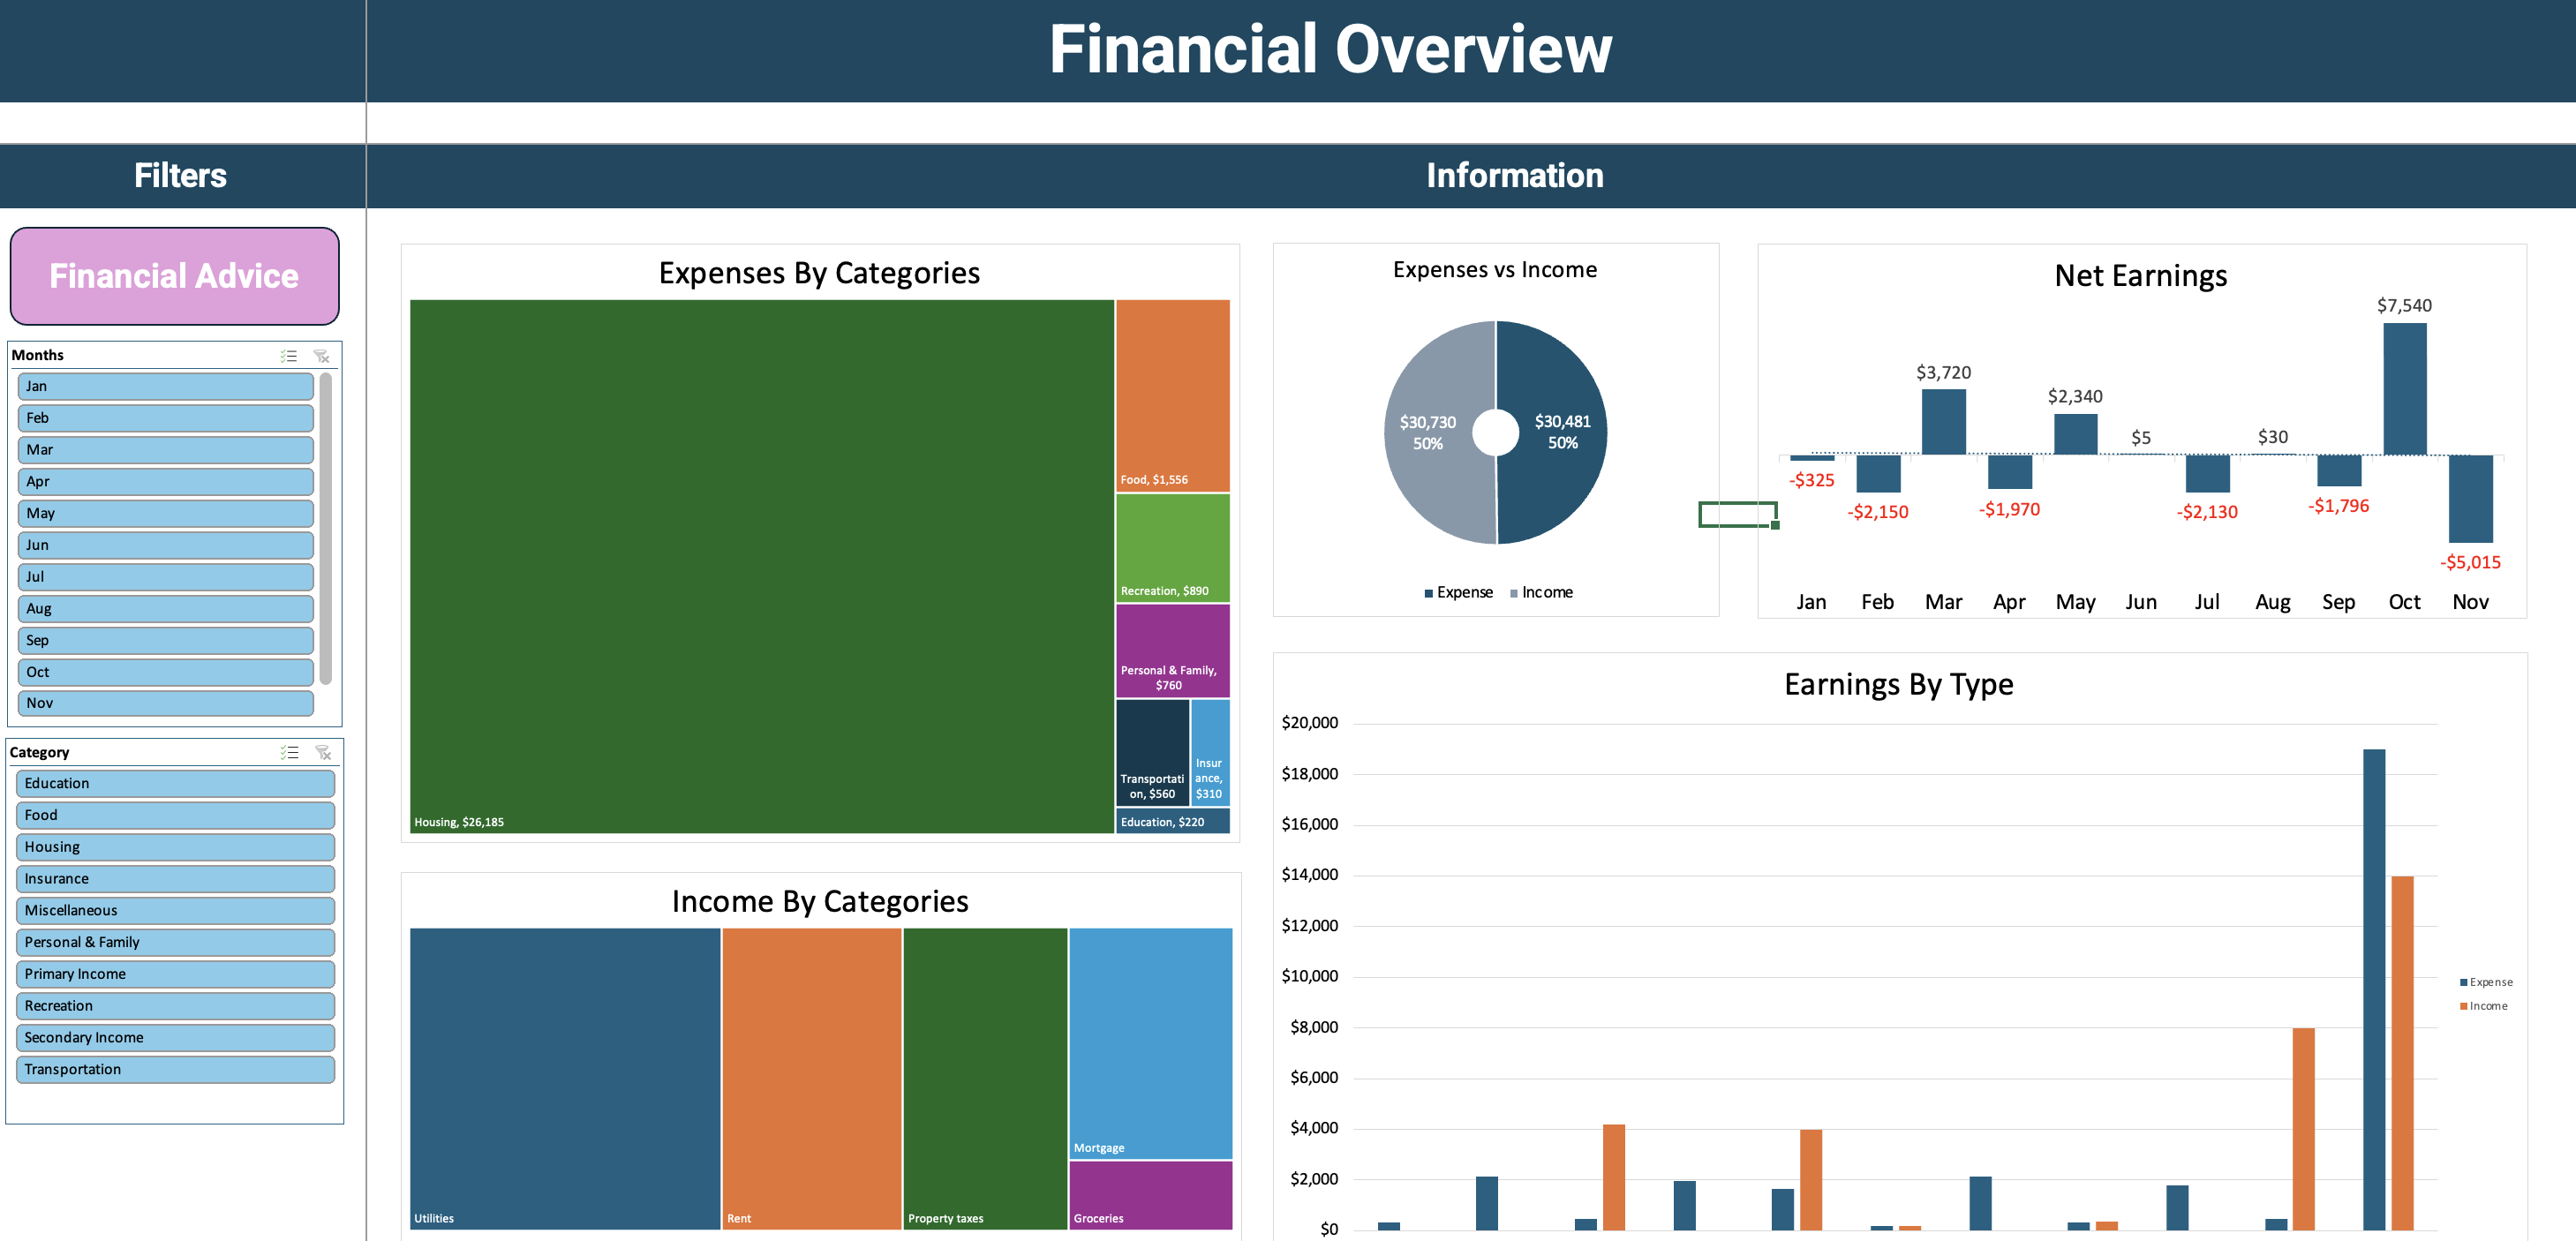 Financial Overview
Filters
Information
Financial Advice
Months
Jan
Feb
Mar
Apr
May
Jun
Jul
Aug
Sep
Oct
Nov
Category
Education
Food
Housing
Insurance
Miscellaneous
Personal & Family
Primary Income
Recreation
Secondary Income
Transportation
Expenses By Categories
Housing, $26,185
Food, $1,556
Recreation, $890
Personal & Family,
$760
Transportati
on, $560
Insur
ance,
$310
Education, $220
Income By Categories
Utilities
Rent
Property taxes
Mortgage
Groceries
Expenses vs Income
$30,730
50%
$30,481
50%
Expense
Income
Net Earnings
-$325
-$2,150
$3,720
-$1,970
$2,340
$5
-$2,130
$30
-$1,796
$7,540
-$5,015
Jan
Feb
Mar
Apr
May
Jun
Jul
Aug
Sep
Oct
Nov
Earnings By Type
$20,000
$18,000
$16,000
$14,000
$12,000
$10,000
$8,000
$6,000
$4,000
$2,000
$0
Expense
Income